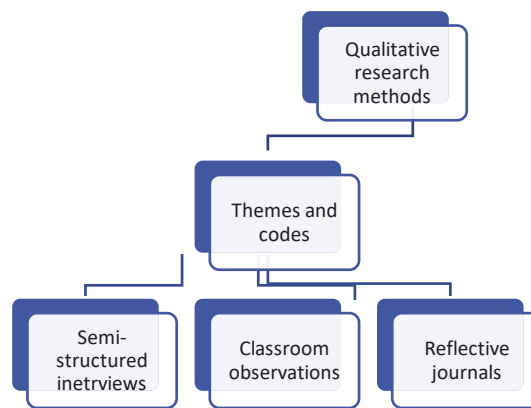 Qualitative
research
methods
Themes and
codes
Semi-
structured
inetrviews
Classroom
observations
Reflective
journals